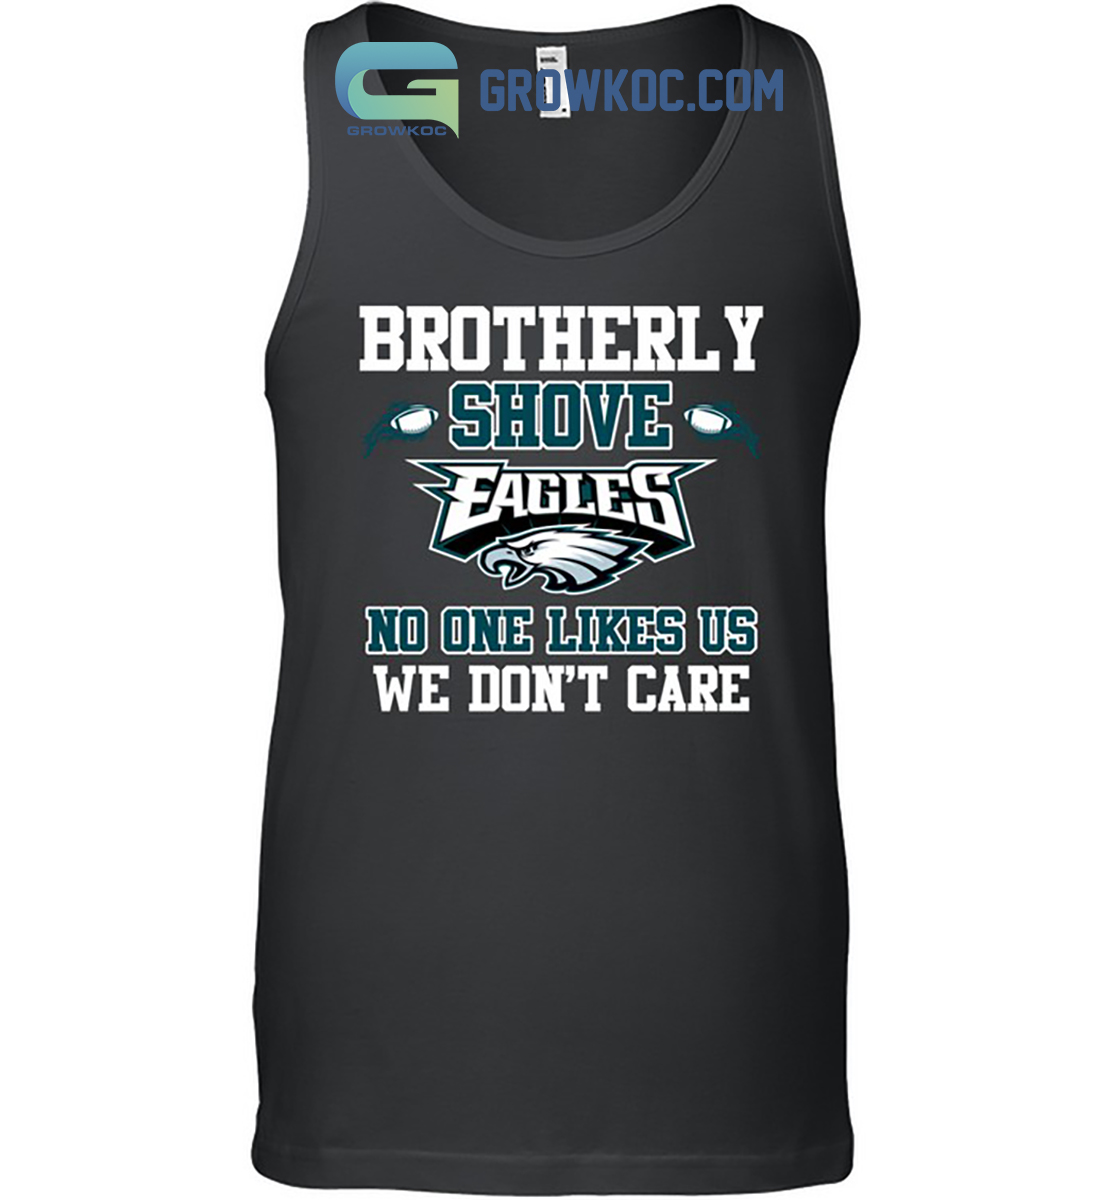 GROWKOC
GROWKOC.COM
BROTHERLY
SHOVE
EAGLES
NO ONE LIKES US
WE DON'T CARE